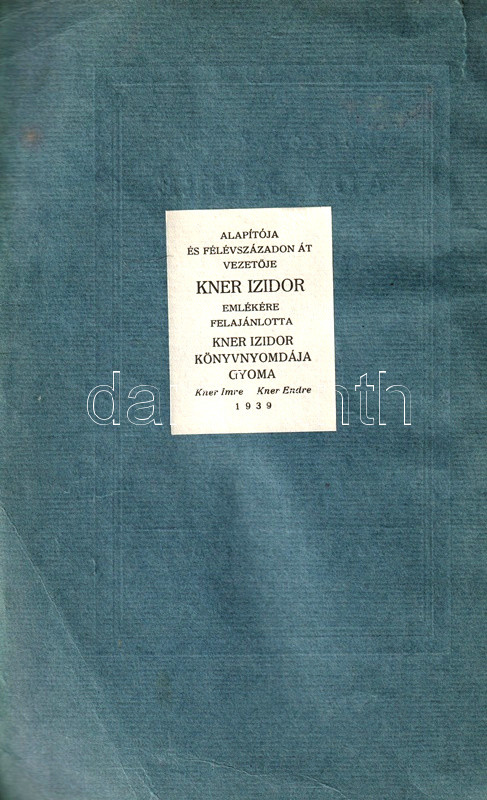 ALAPÍTÓJA
ÉS FÉLÉVSZÁZADON ÁT
VEZETŐJE
KNER IZIDOR
EMLÉKÉRE
FELAJÁNLOTTA
KNER IZIDOR
KÖNYVNYOMDÁJA
GYOMA
Kner Imre Kner Endre
1939